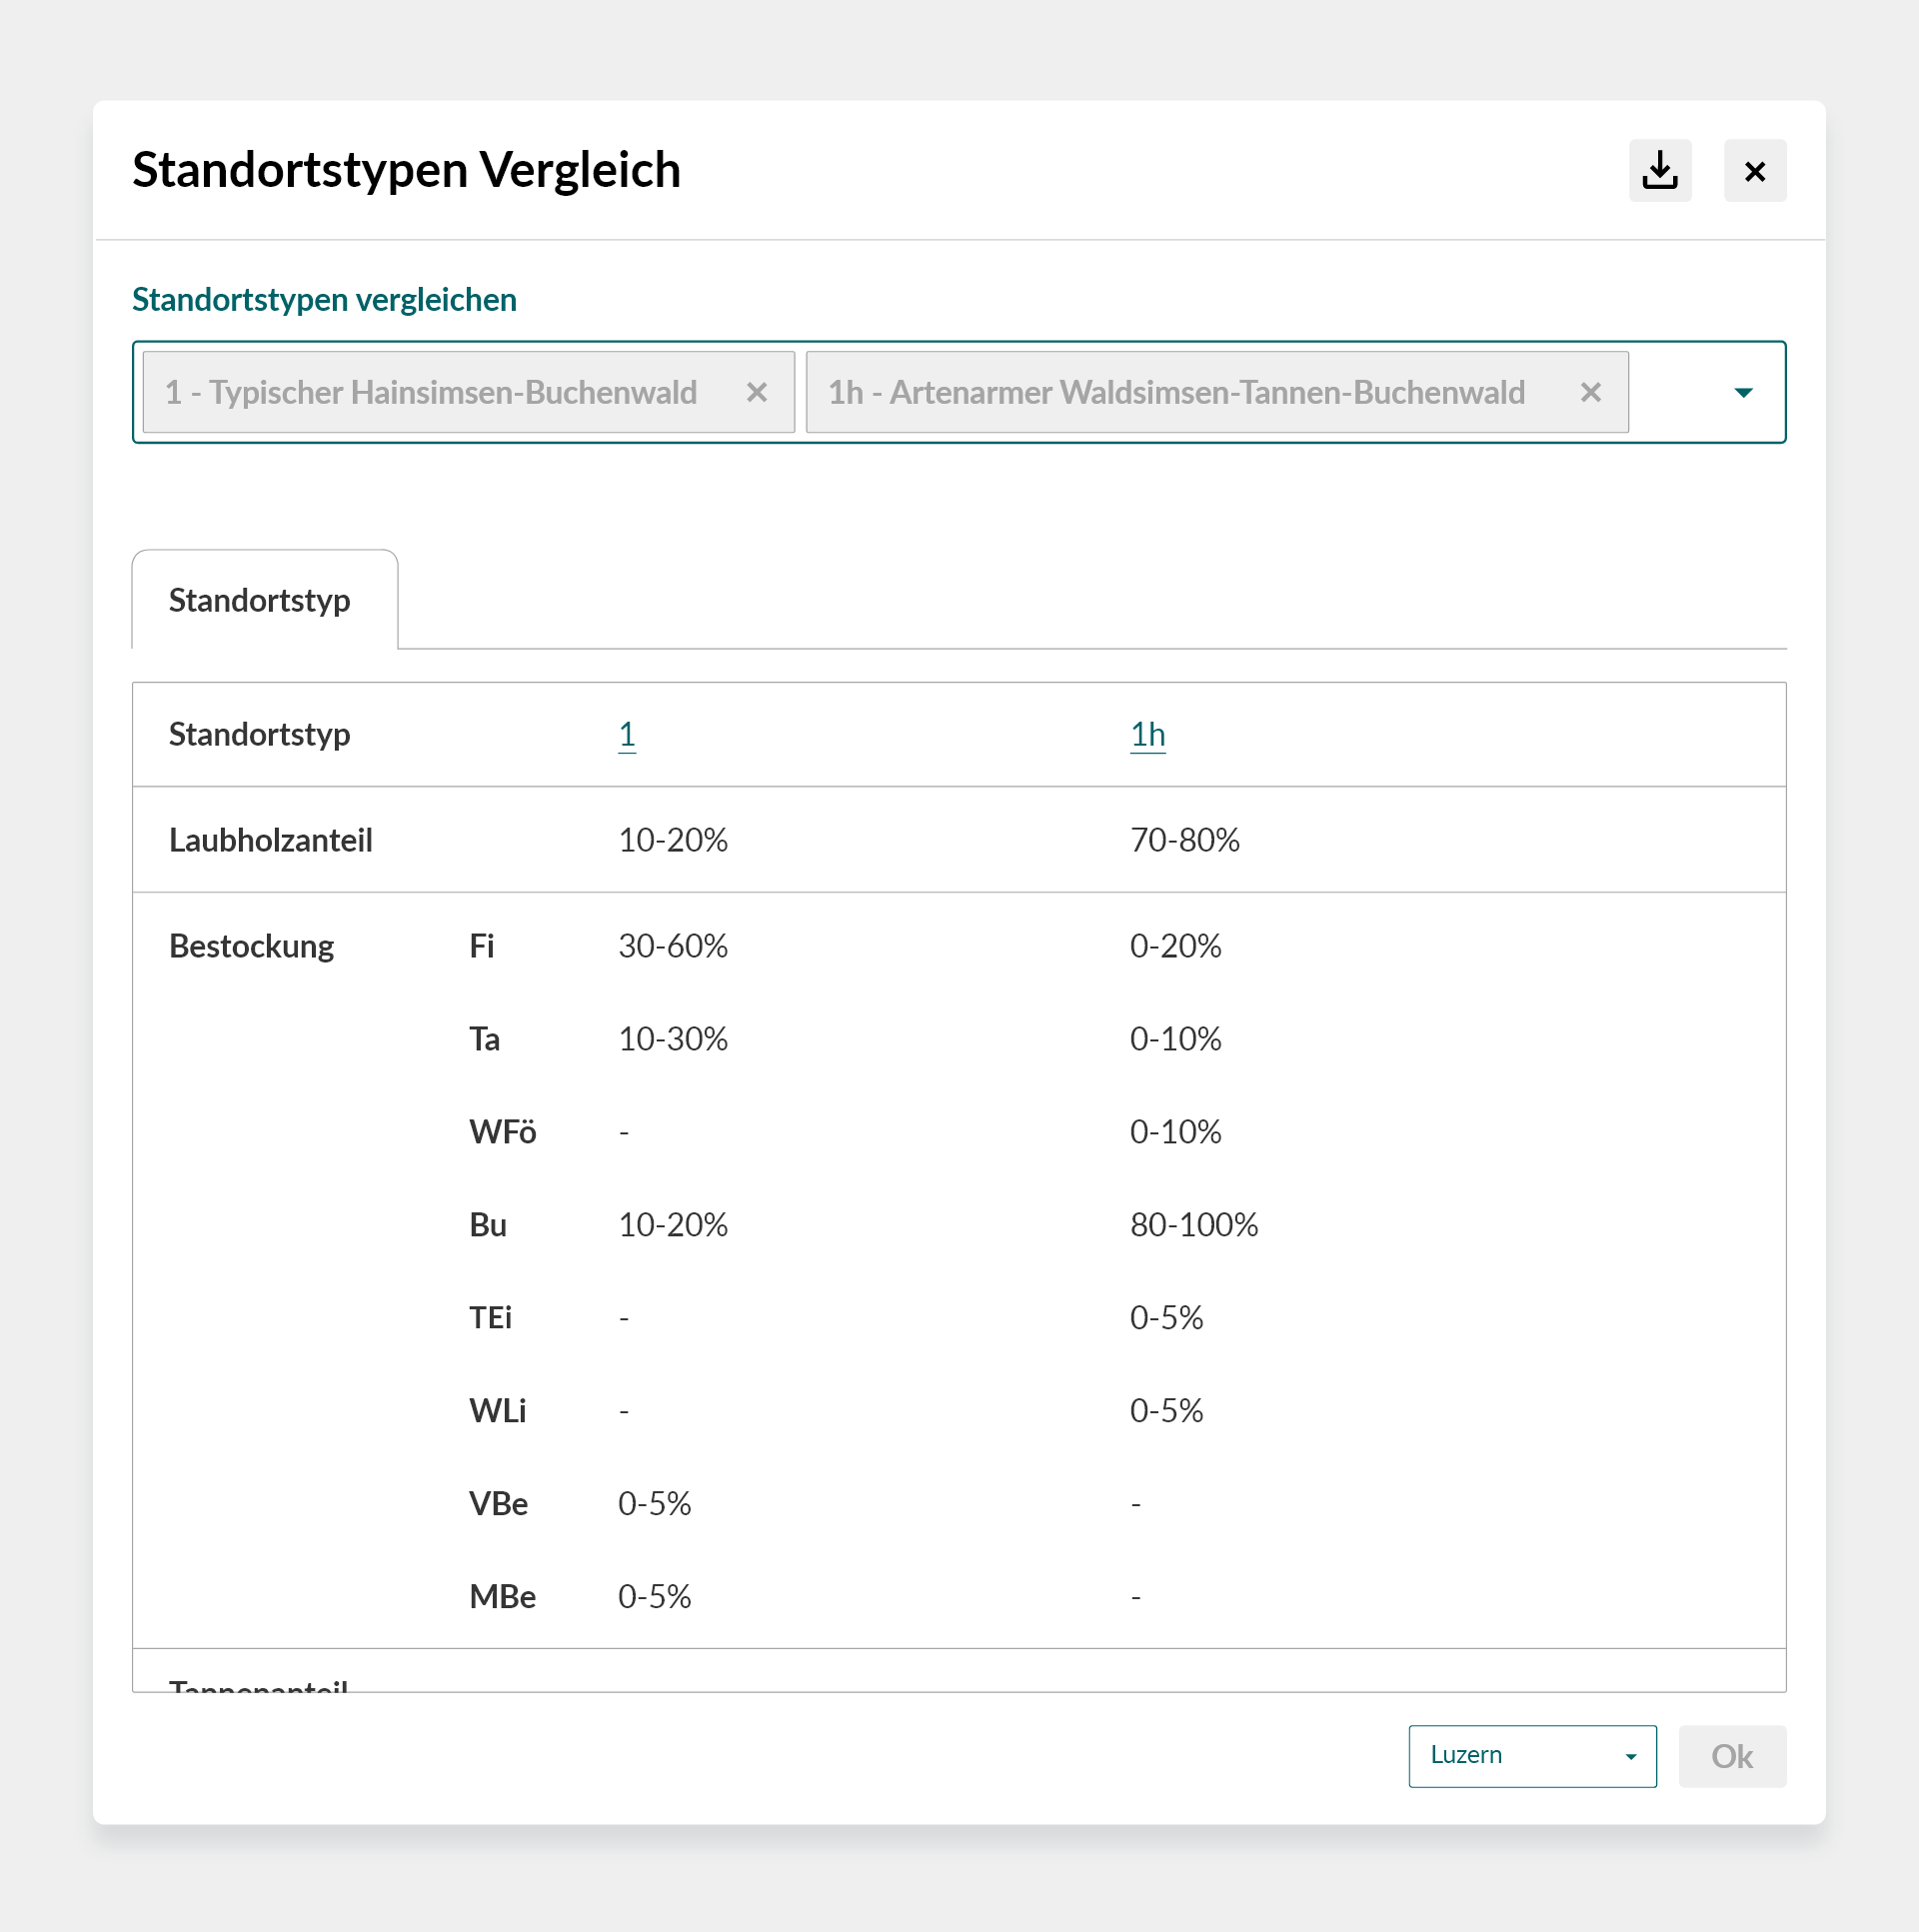 Standortstypen Vergleich
Standortstypen vergleichen
1 - Typischer Hainsimsen-Buchenwald 1h - Artenarmer Waldsimsen-Tannen-Buchenwald
Standortstyp
Standortstyp 1 1h
Laubholzanteil 10-20% 70-80%
Bestockung Fi 30-60% 0-20%
Ta 10-30% 0-10%
WFö - 0-10%
Bu 10-20% 80-100%
TEi - 0-5%
WLi - 0-5%
VBe 0-5% -
MBe 0-5% -
Tannenanteil
Luzern Ok